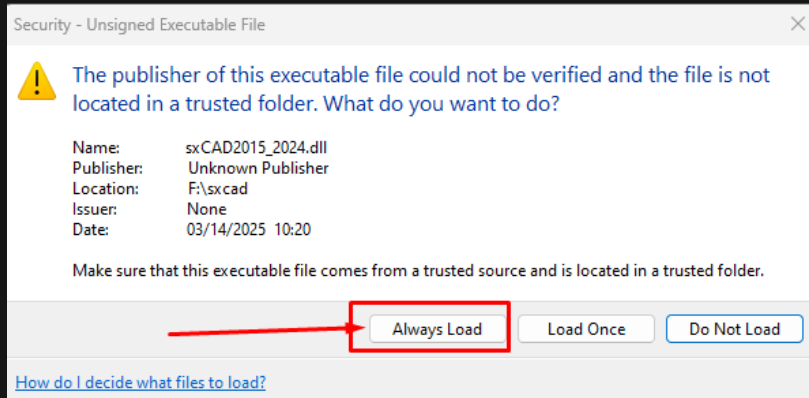 Security - Unsigned Executable File
The publisher of this executable file could not be verified and the file is not
located in a trusted folder. What do you want to do?
Name: sxCAD2015_2024.dll
Publisher: Unknown Publisher
Location: F:\sxcad
Issuer: None
Date: 03/14/2025 10:20
Make sure that this executable file comes from a trusted source and is located in a trusted folder.
Always Load Load Once Do Not Load
How do I decide what files to load?